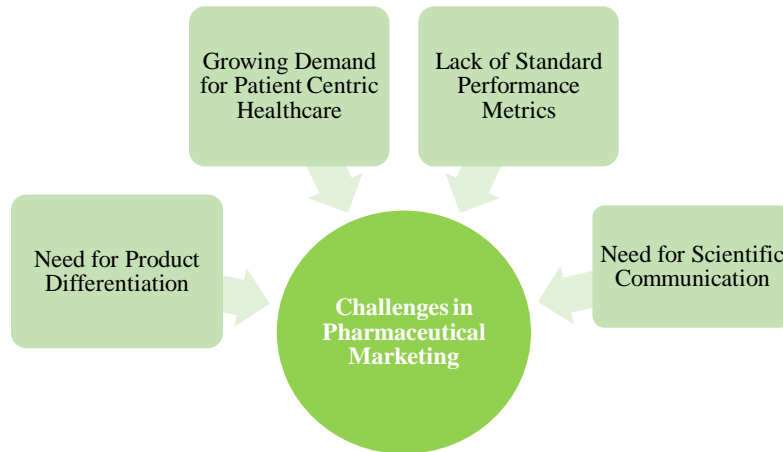 Growing Demand
for Patient Centric
Healthcare
Lack of Standard
Performance
Metrics
Need for Product
Differentiation
Need for Scientific
Communication
Challenges in
Pharmaceutical
Marketing